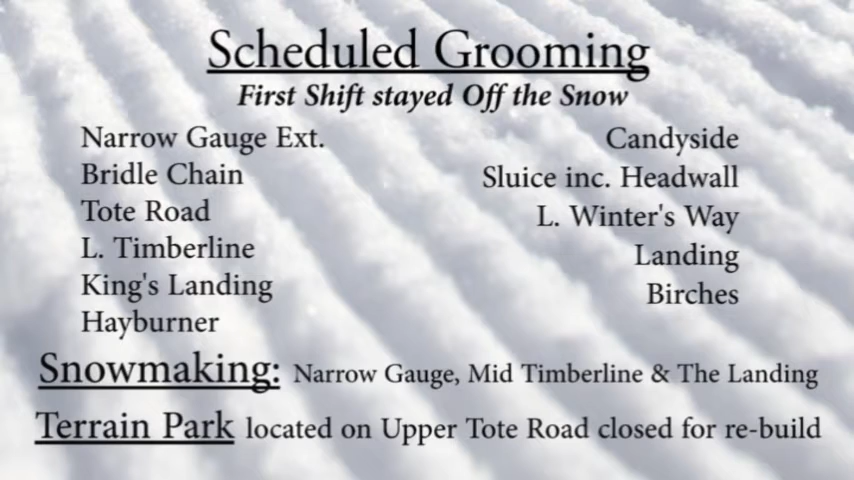 Scheduled Grooming
First Shift stayed Off the Snow
Narrow Gauge Ext.
Bridle Chain
Tote Road
L. Timberline
King's Landing
Hayburner
Candyside
Sluice inc. Headwall
L. Winter's Way
Landing
Birches
Snowmaking: Narrow Gauge, Mid Timberline & The Landing
Terrain Park located on Upper Tote Road closed for re-build